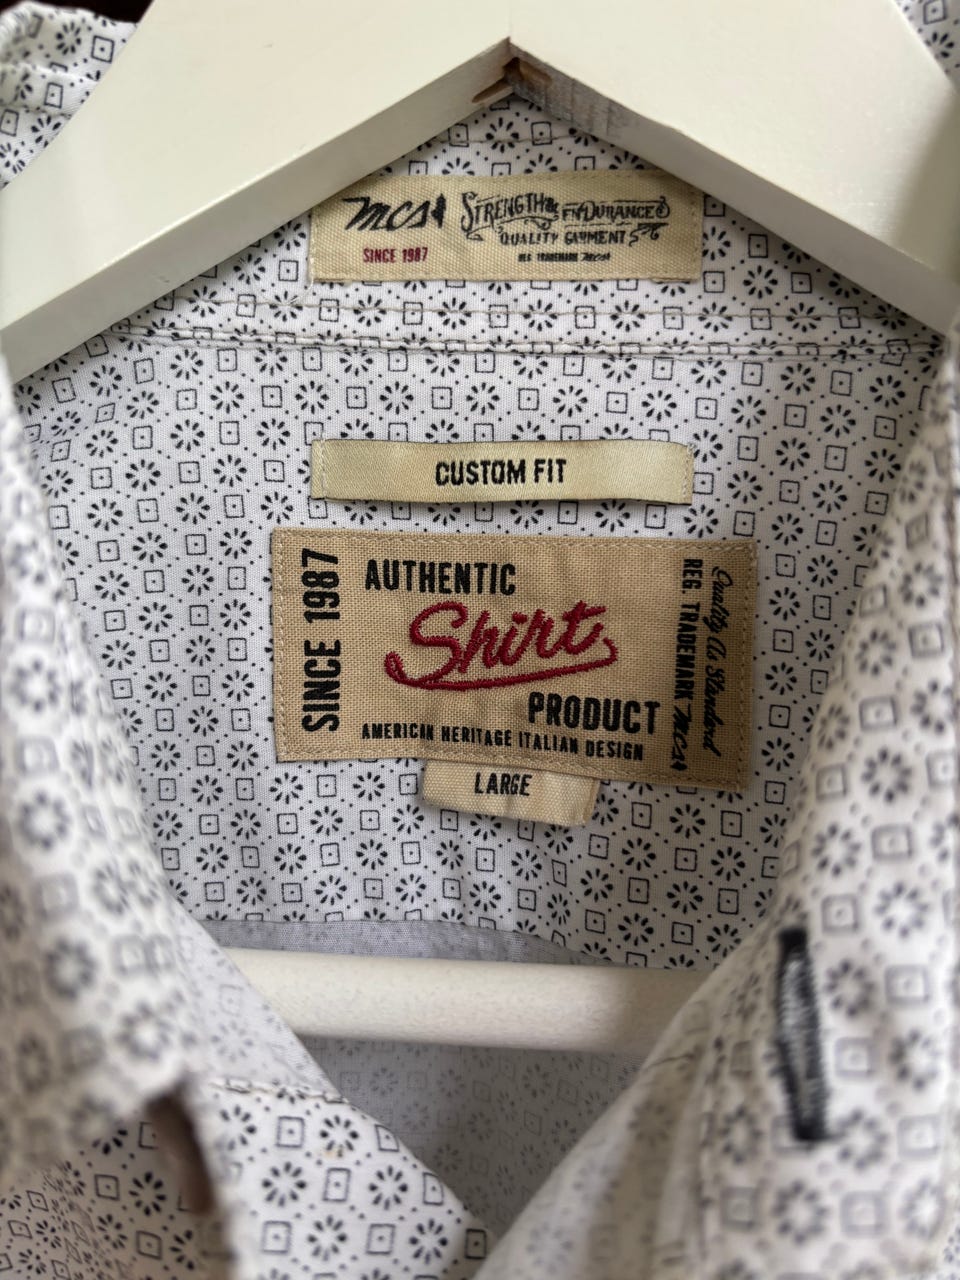 mcs
SINCE 1987
STRENGTH & ENDURANCE
QUALITY GARMENTS
REG TRADEMARK mcs
CUSTOM FIT
SINCE 1987
AUTHENTIC
Shirt
PRODUCT
AMERICAN HERITAGE ITALIAN DESIGN
REG. TRADEMARK mcs
Quality As Standard
LARGE